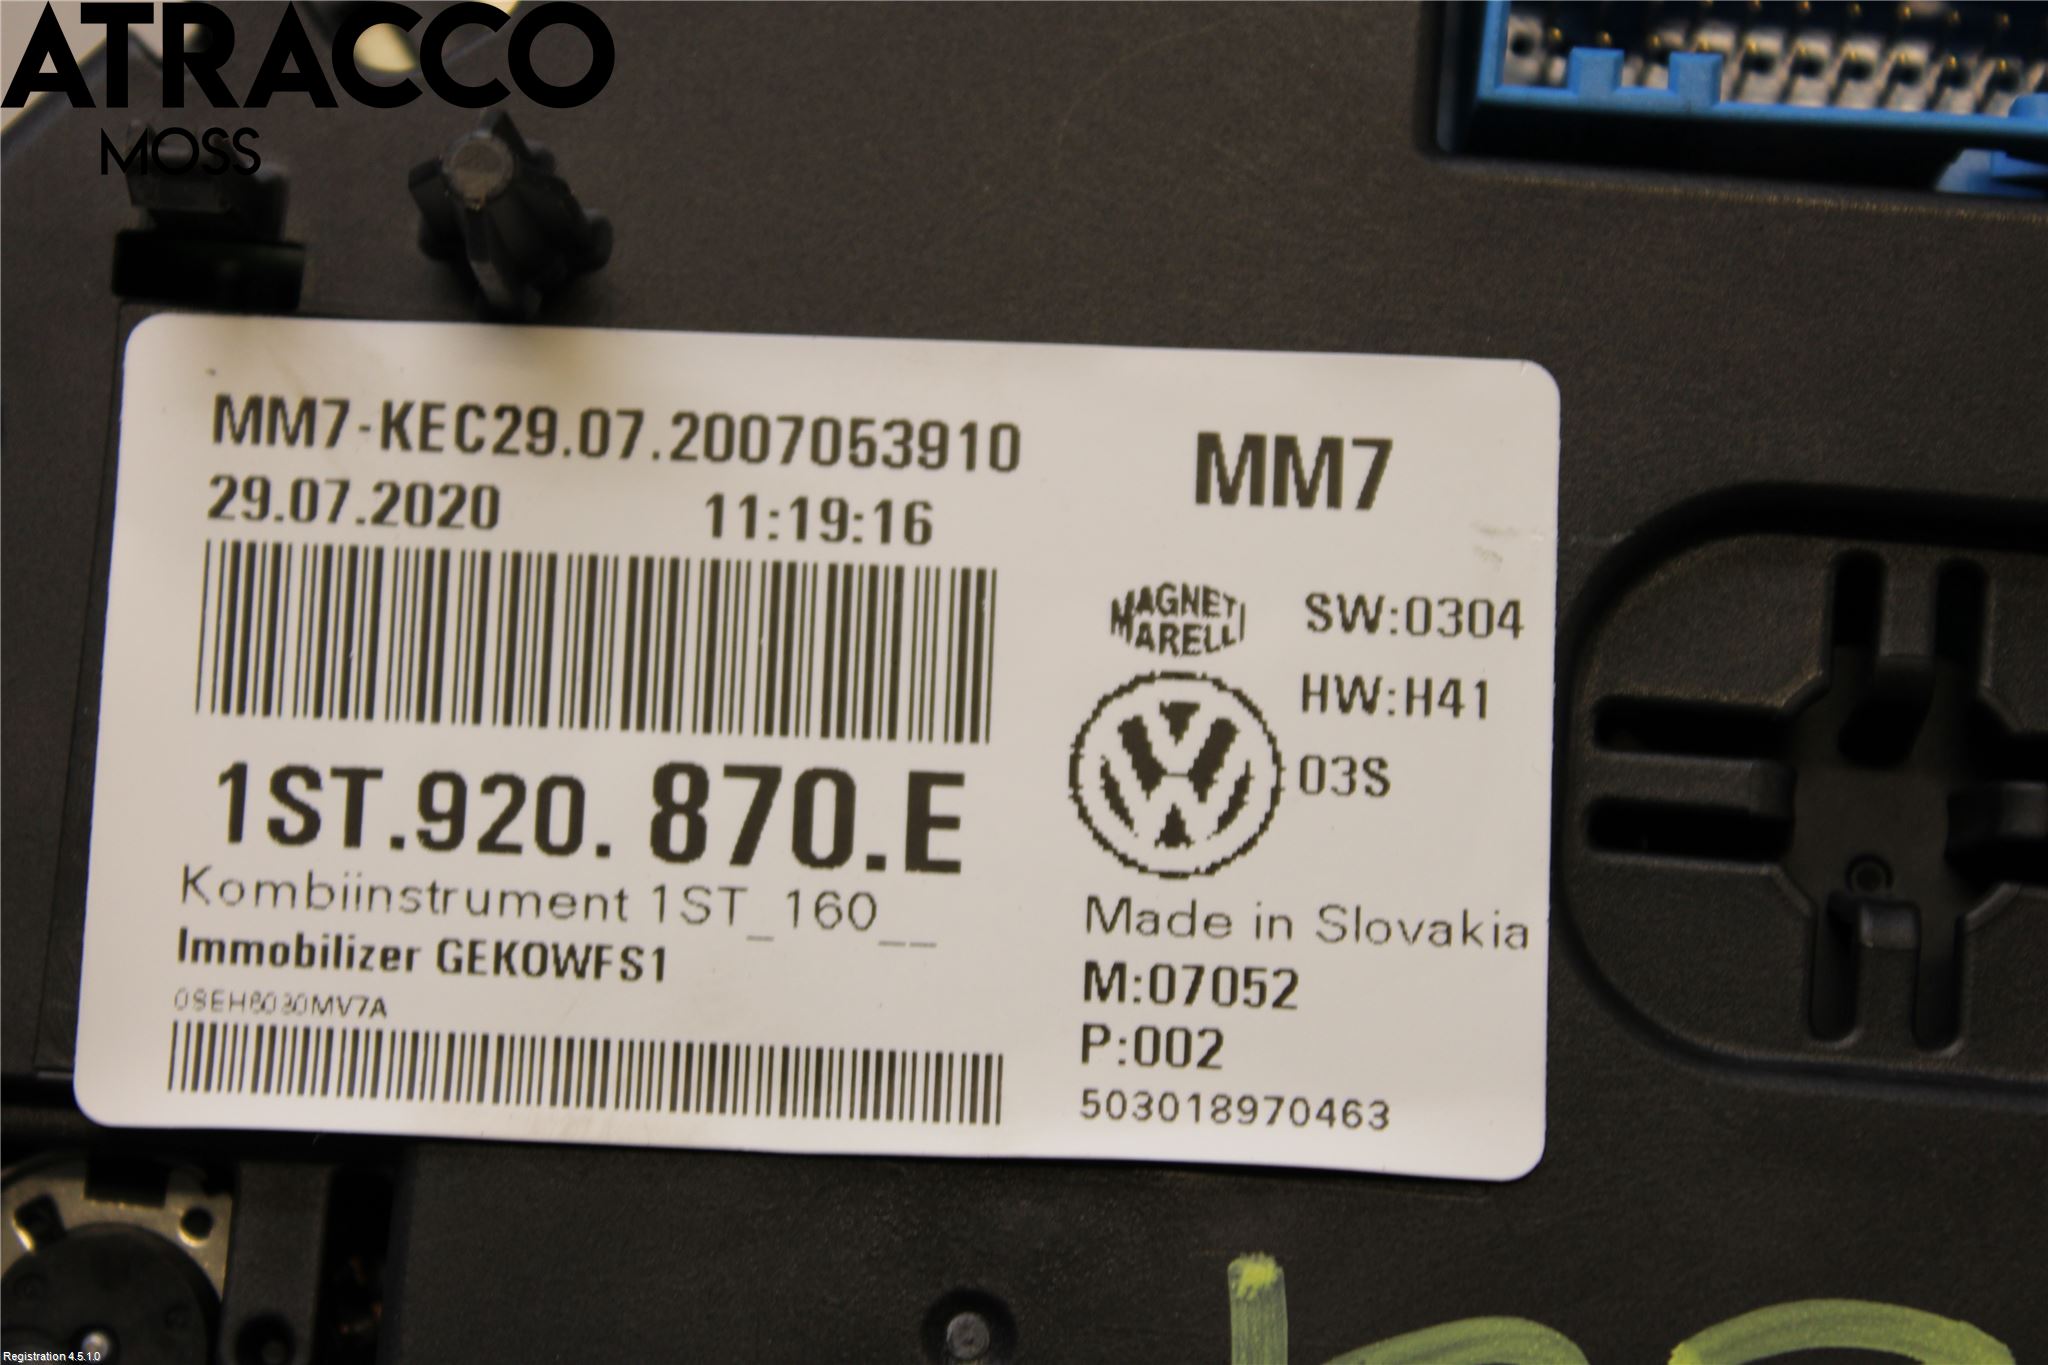 ATRACCO
MOSS
MM7-KEC29.07.2007053910
29.07.2020 11:19:16
1ST.920. 870.E
Kombiinstrument 1ST_160__
Immobilizer GEKOWFS1
MM7
MAGNETI
MARELLI
SW:0304
HW:H41
03S
Made in Slovakia
M:07052
P:002
503018970463
Registration 4.5.1.0